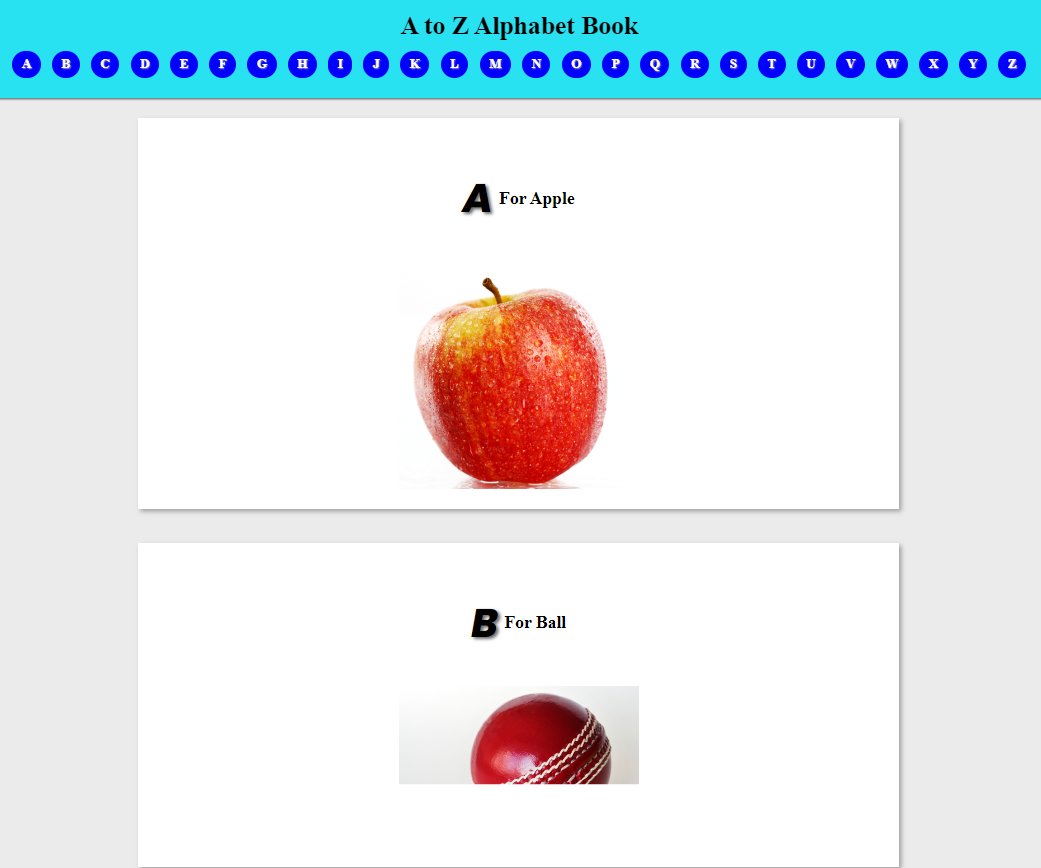 A to Z Alphabet Book
A B C D E F G H I J K L M N O P Q R S T U V W X Y Z
A For Apple
B For Ball